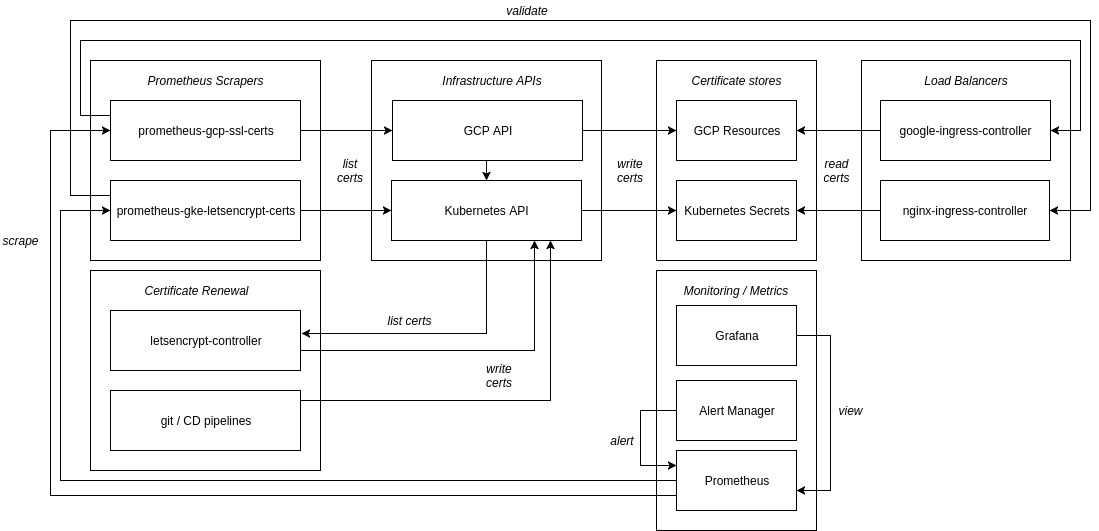 validate
Prometheus Scrapers
Infrastructure APIs
Certificate stores
Load Balancers
prometheus-gcp-ssl-certs
GCP API
GCP Resources
google-ingress-controller
list
certs
write
certs
read
certs
prometheus-gke-letsencrypt-certs
Kubernetes API
Kubernetes Secrets
nginx-ingress-controller
scrape
Certificate Renewal
Monitoring / Metrics
letsencrypt-controller
list certs
Grafana
write
certs
git / CD pipelines
Alert Manager
view
alert
Prometheus